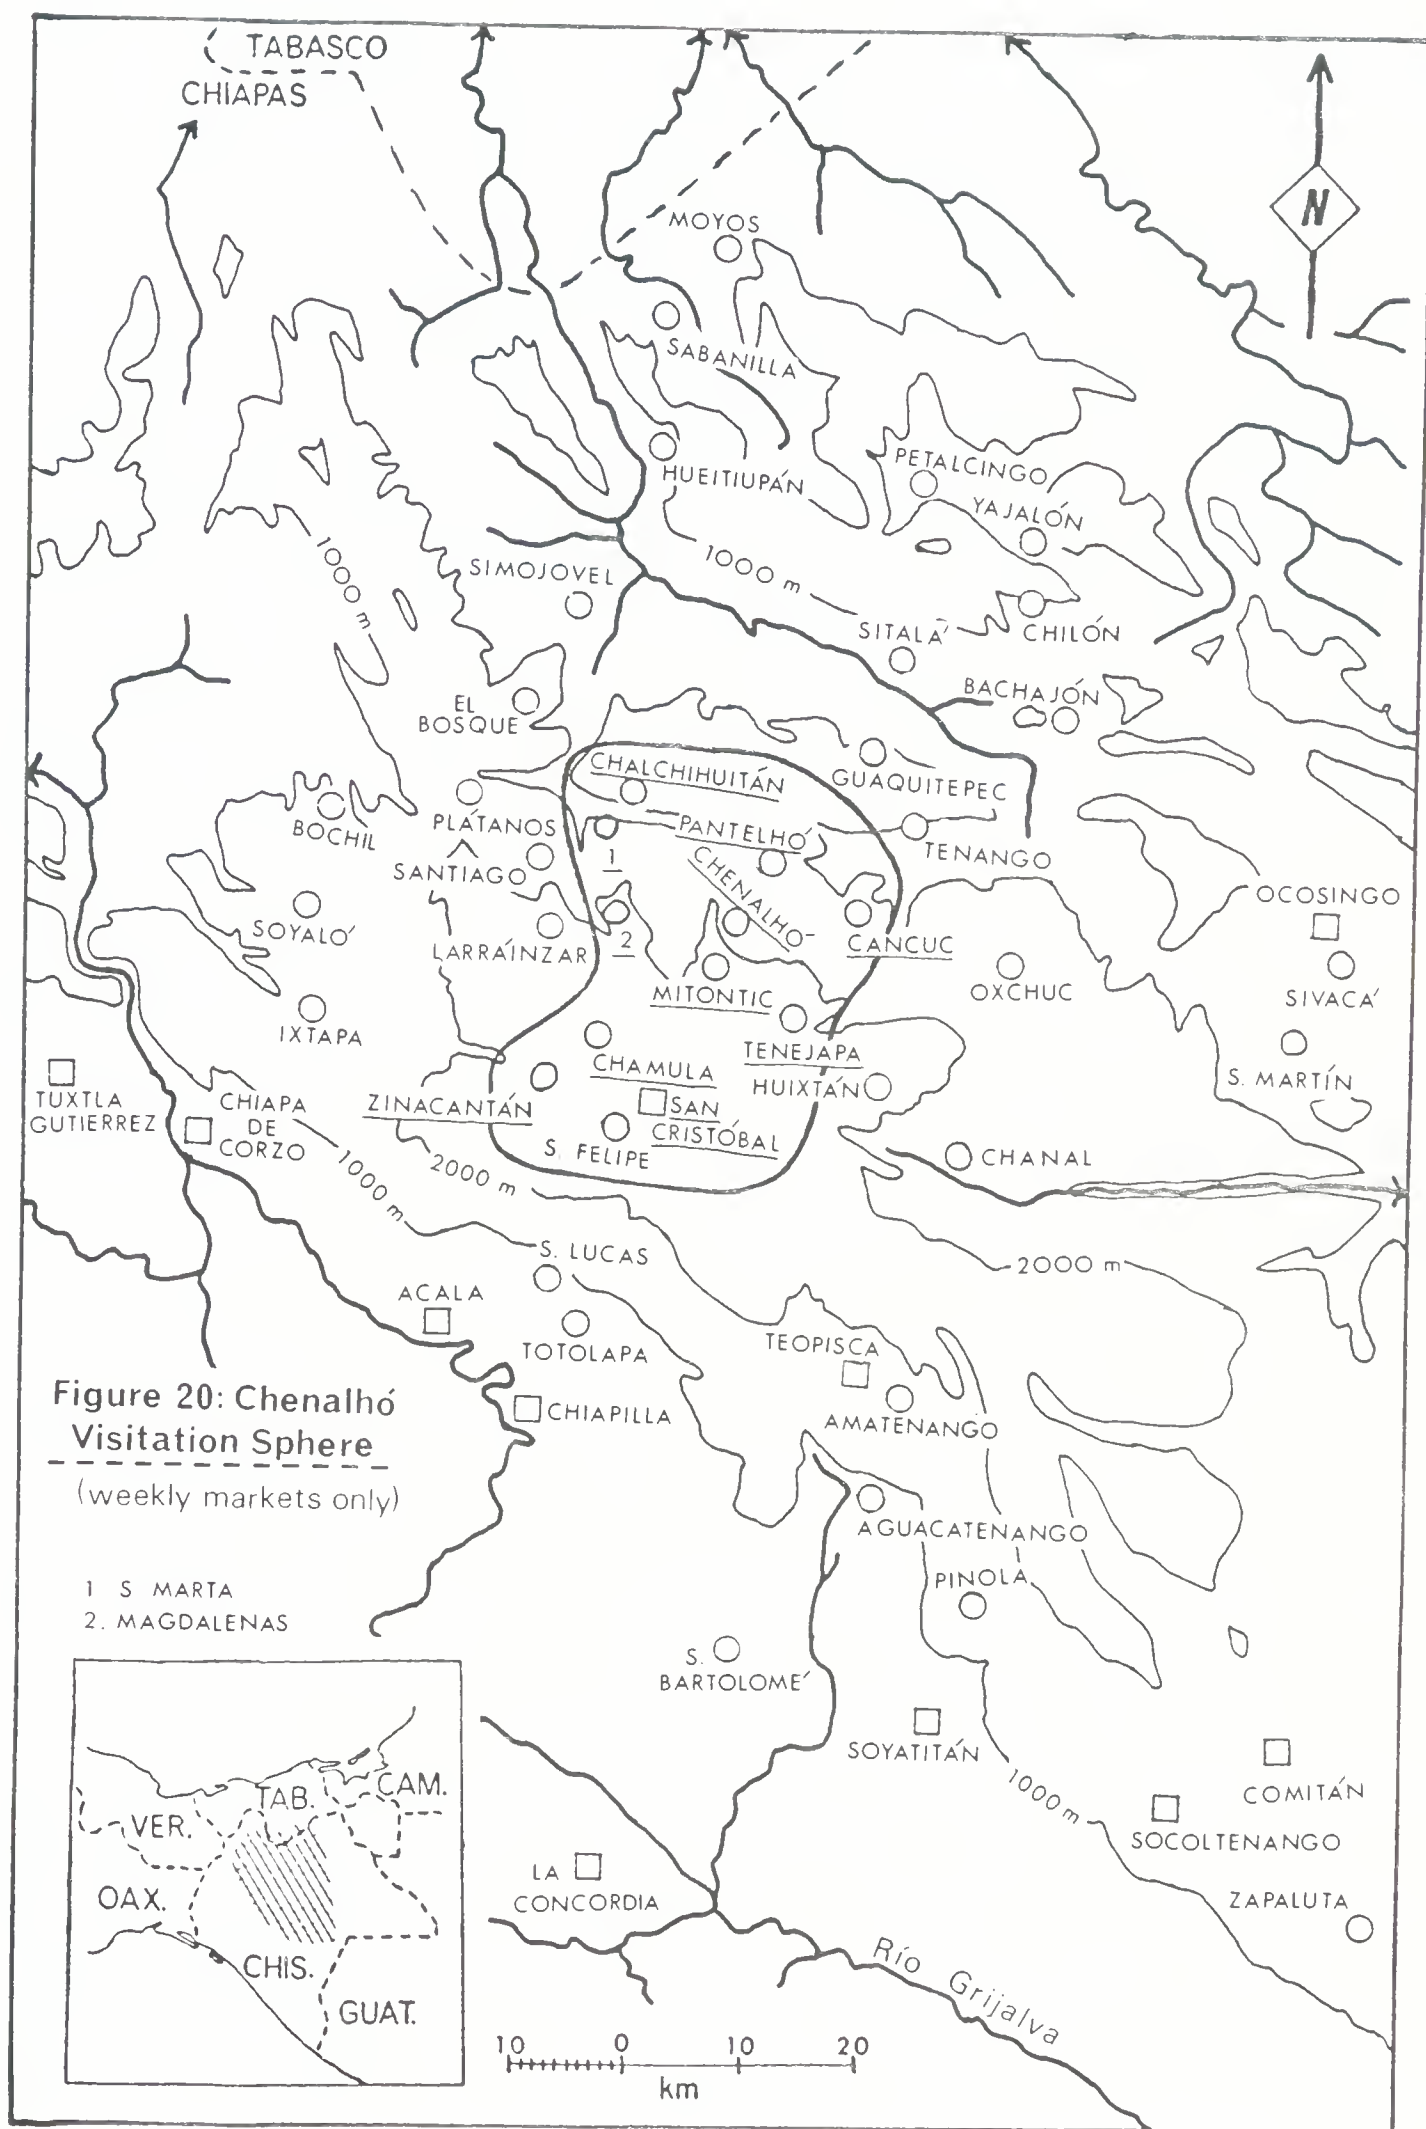 TABASCO
CHIAPAS
N
MOYOS
SABANILLA
HUEITIUPÁN
PETALCINGO
YAJALÓN
1000 m
1000 m
SIMOJOVEL
SITALÁ
CHILÓN
BACHAJÓN
EL
BOSQUE
CHALCHIHUITÁN
GUAQUITEPEC
BOCHIL
PLÁTANOS
PANTELHÓ
TENANGO
1
SANTIAGO
CHENALHÓ
OCOSINGO
SOYALÓ
LARRAÍNZAR
2
CANCUC
OXCHUC
SIVACÁ
MITONTIC
IXTAPA
TENEJAPA
CHAMULA
HUIXTÁN
S. MARTÍN
TUXTLA
GUTIERREZ
CHIAPA
DE
CORZO
ZINACANTÁN
SAN
CRISTÓBAL
S. FELIPE
CHANAL
1000 m
2000 m
2000 m
S. LUCAS
ACALA
TOTOLAPA
TEOPISCA
CHIAPILLA
AMATENANGO
Figure 20: Chenalhó
Visitation Sphere
(weekly markets only)
AGUACATENANGO
PINOLA
1 S MARTA
2. MAGDALENAS
S.
BARTOLOMÉ
SOYATITÁN
1000 m
COMITÁN
SOCOLTENANGO
ZAPALUTA
LA
CONCORDIA
Río Grijalva
TAB.
CAM.
VER.
OAX.
CHIS.
GUAT.
10 0 10 20
km